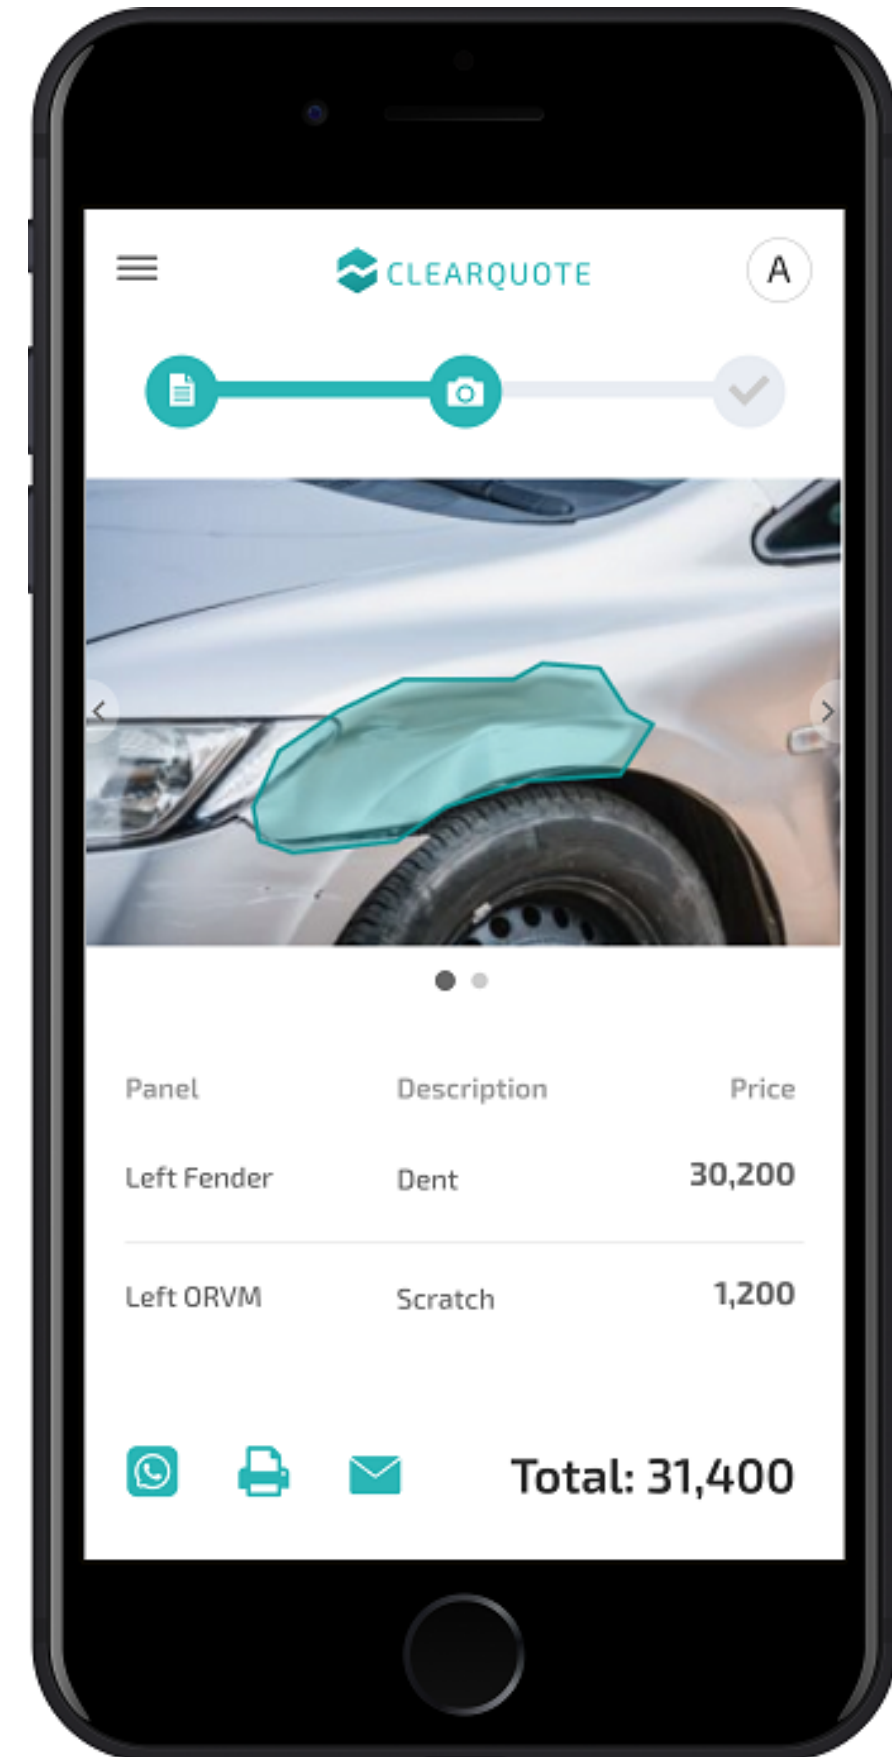 CLEARQUOTE
A
Panel Description Price
Left Fender Dent 30,200
Left ORVM Scratch 1,200
Total: 31,400